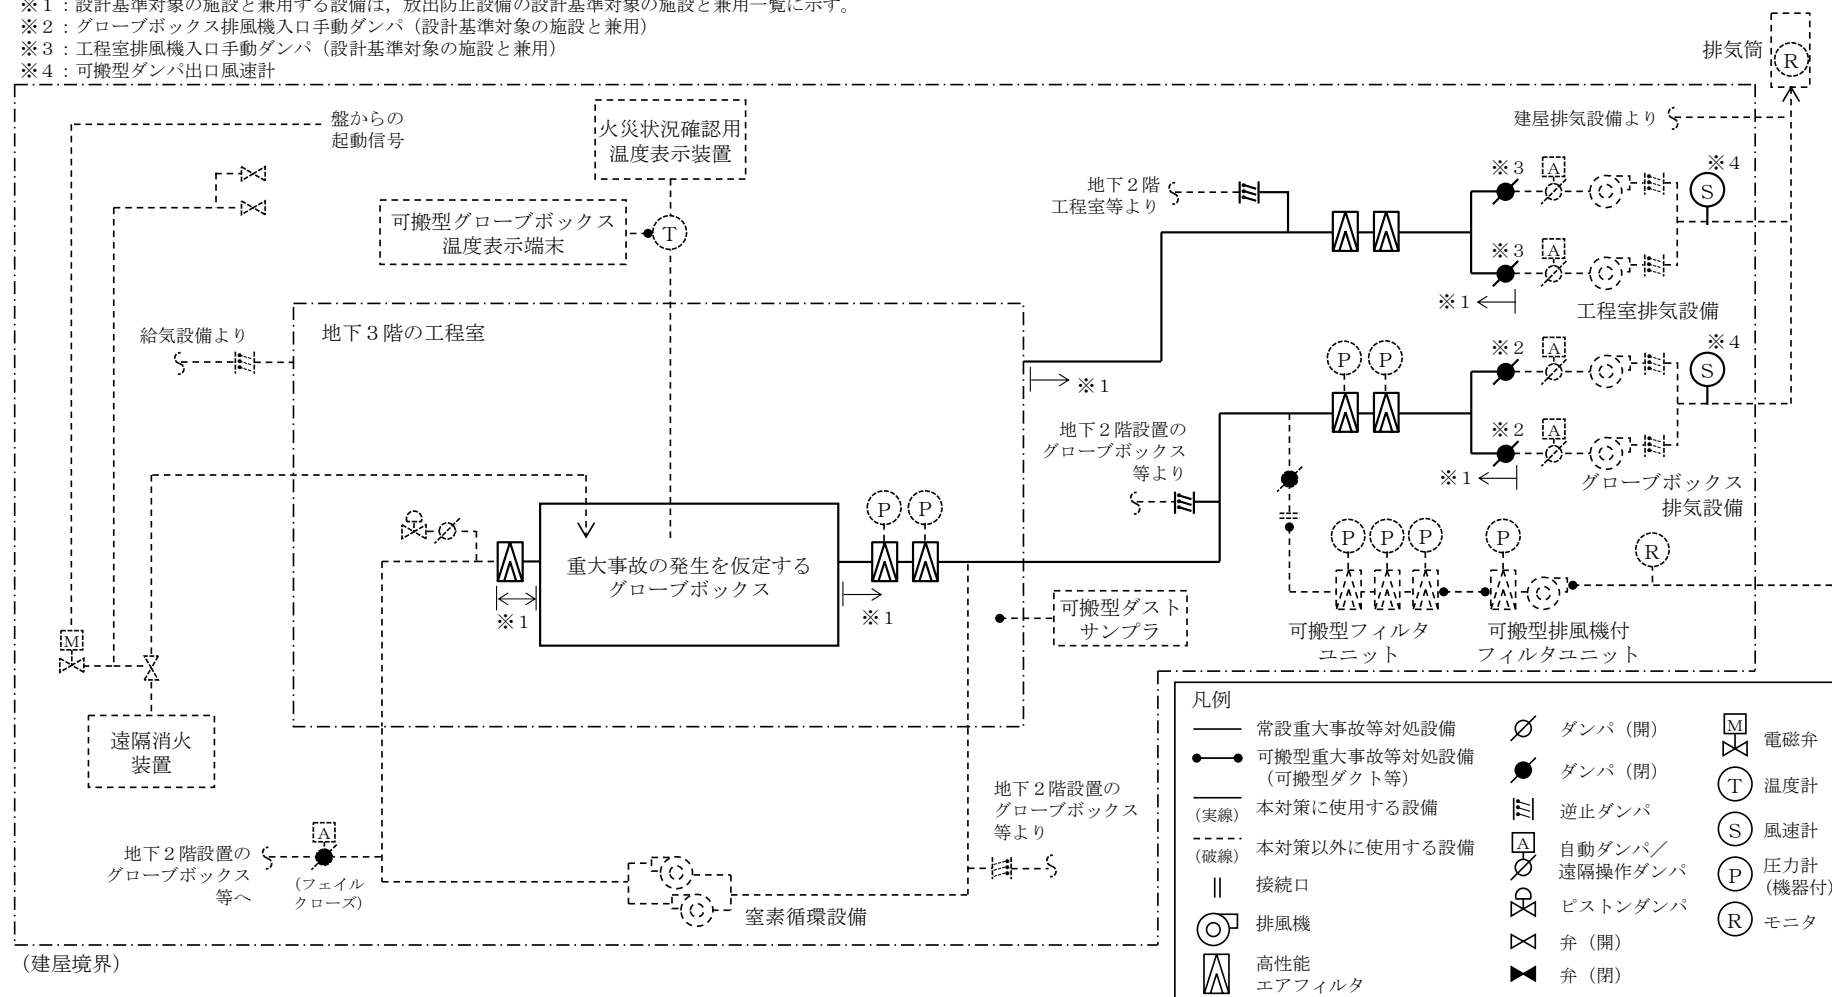 ※１：設計基準対象の施設と兼用する設備は，放出防止設備の設計基準対象の施設と兼用一覧に示す。
※２：グローブボックス排風機入口手動ダンパ（設計基準対象の施設と兼用）
※３：工程室排風機入口手動ダンパ（設計基準対象の施設と兼用）
※４：可搬型ダンパ出口風速計
排気筒
R
盤からの
起動信号
火災状況確認用
温度表示装置
可搬型グローブボックス
温度表示端末
T
建屋排気設備より
地下２階
工程室等より
※３
A
※４
S
※３
A
※１
工程室排気設備
給気設備より
地下３階の工程室
※１
P
P
※２
A
※４
S
※２
A
※１
グローブボックス
排気設備
地下２階設置の
グローブボックス
等より
P
P
重大事故の発生を仮定する
グローブボックス
※１
※１
P
P
P
P
R
可搬型フィルタ
ユニット
可搬型排風機付
フィルタユニット
可搬型ダスト
サンプラ
M
遠隔消火
装置
地下２階設置の
グローブボックス
等へ
A
（フェイル
クローズ）
窒素循環設備
地下２階設置の
グローブボックス
等より
（建屋境界）
凡例
常設重大事故等対処設備
可搬型重大事故等対処設備
（可搬型ダクト等）
（実線）
本対策に使用する設備
（破線）
本対策以外に使用する設備
接続口
排風機
高性能
エアフィルタ
ダンパ（開）
ダンパ（閉）
逆止ダンパ
A
自動ダンパ／
遠隔操作ダンパ
ピストンダンパ
弁（開）
弁（閉）
M
電磁弁
T
温度計
S
風速計
P
圧力計
（機器付）
R
モニタ